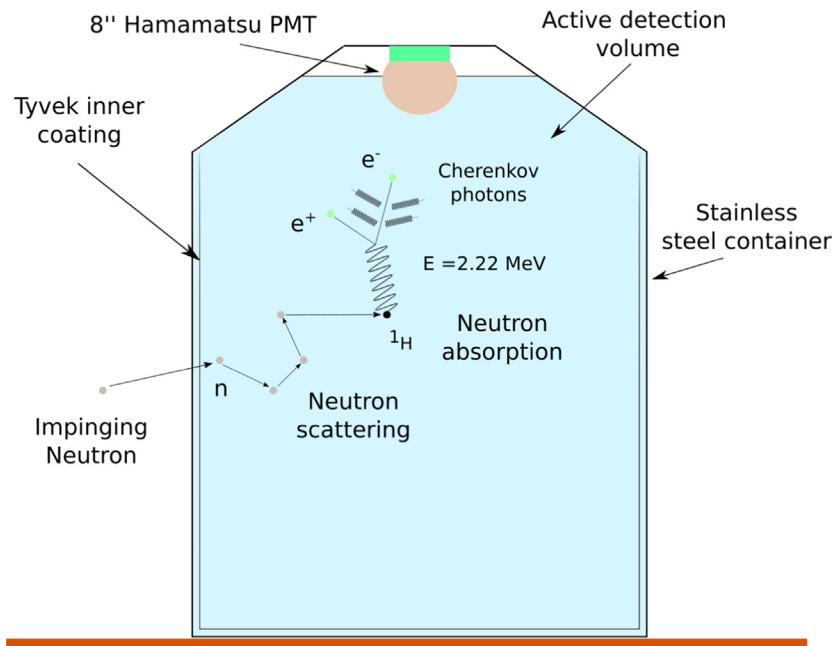 8'' Hamamatsu PMT
Active detection
volume
Tyvek inner
coating
e-
Cherenkov
photons
e+
Stainless
steel container
E =2.22 MeV
1H
Neutron
absorption
n
Neutron
scattering
Impinging
Neutron